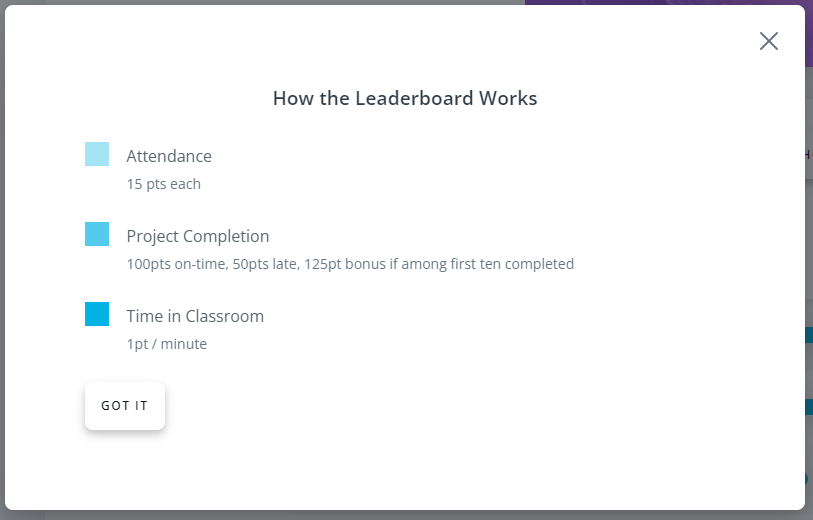 How the Leaderboard Works
Attendance
15 pts each
Project Completion
100pts on-time, 50pts late, 125pt bonus if among first ten completed
Time in Classroom
1pt / minute
GOT IT